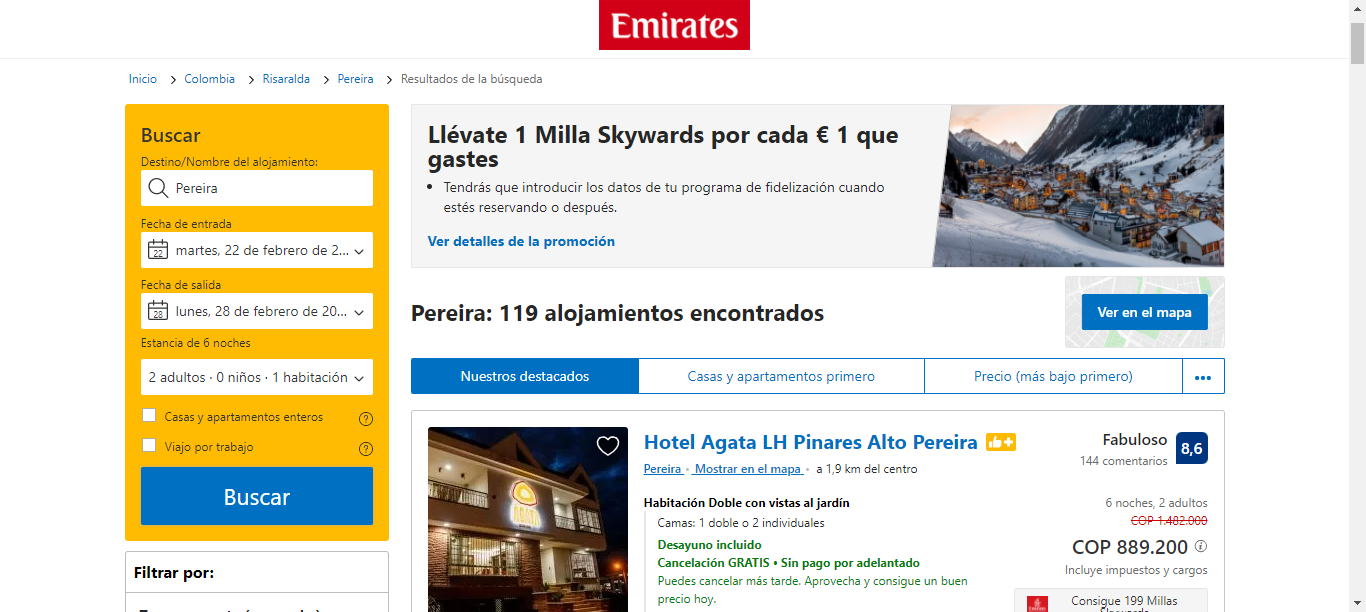 Emirates
Inicio > Colombia > Risaralda > Pereira > Resultados de la búsqueda
Buscar
Destino/Nombre del alojamiento:
Pereira
Fecha de entrada
22
martes, 22 de febrero de 2...
Fecha de salida
28
lunes, 28 de febrero de 20...
Estancia de 6 noches
2 adultos · 0 niños · 1 habitación
Casas y apartamentos enteros
Viajo por trabajo
Buscar
Filtrar por:
Llévate 1 Milla Skywards por cada € 1 que
gastes
• Tendrás que introducir los datos de tu programa de fidelización cuando
estés reservando o después.
Ver detalles de la promoción
Pereira: 119 alojamientos encontrados
Ver en el mapa
Nuestros destacados
Casas y apartamentos primero
Precio (más bajo primero)
•••
AGATA
Hotel Agata LH Pinares Alto Pereira
Pereira • Mostrar en el mapa • a 1,9 km del centro
Fabuloso
144 comentarios
8,6
Habitación Doble con vistas al jardín
Camas: 1 doble o 2 individuales
Desayuno incluido
Cancelación GRATIS • Sin pago por adelantado
Puedes cancelar más tarde. Aprovecha y consigue un buen
precio hoy.
6 noches, 2 adultos
COP 1.482.000
COP 889.200
Incluye impuestos y cargos
Consigue 199 Millas
Skywards